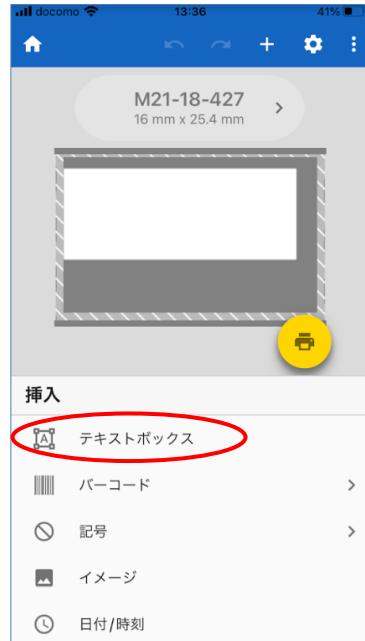 docomo 13:36 41%
M21-18-427
16 mm x 25.4 mm
挿入
テキストボックス
バーコード
記号
イメージ
日付/時刻